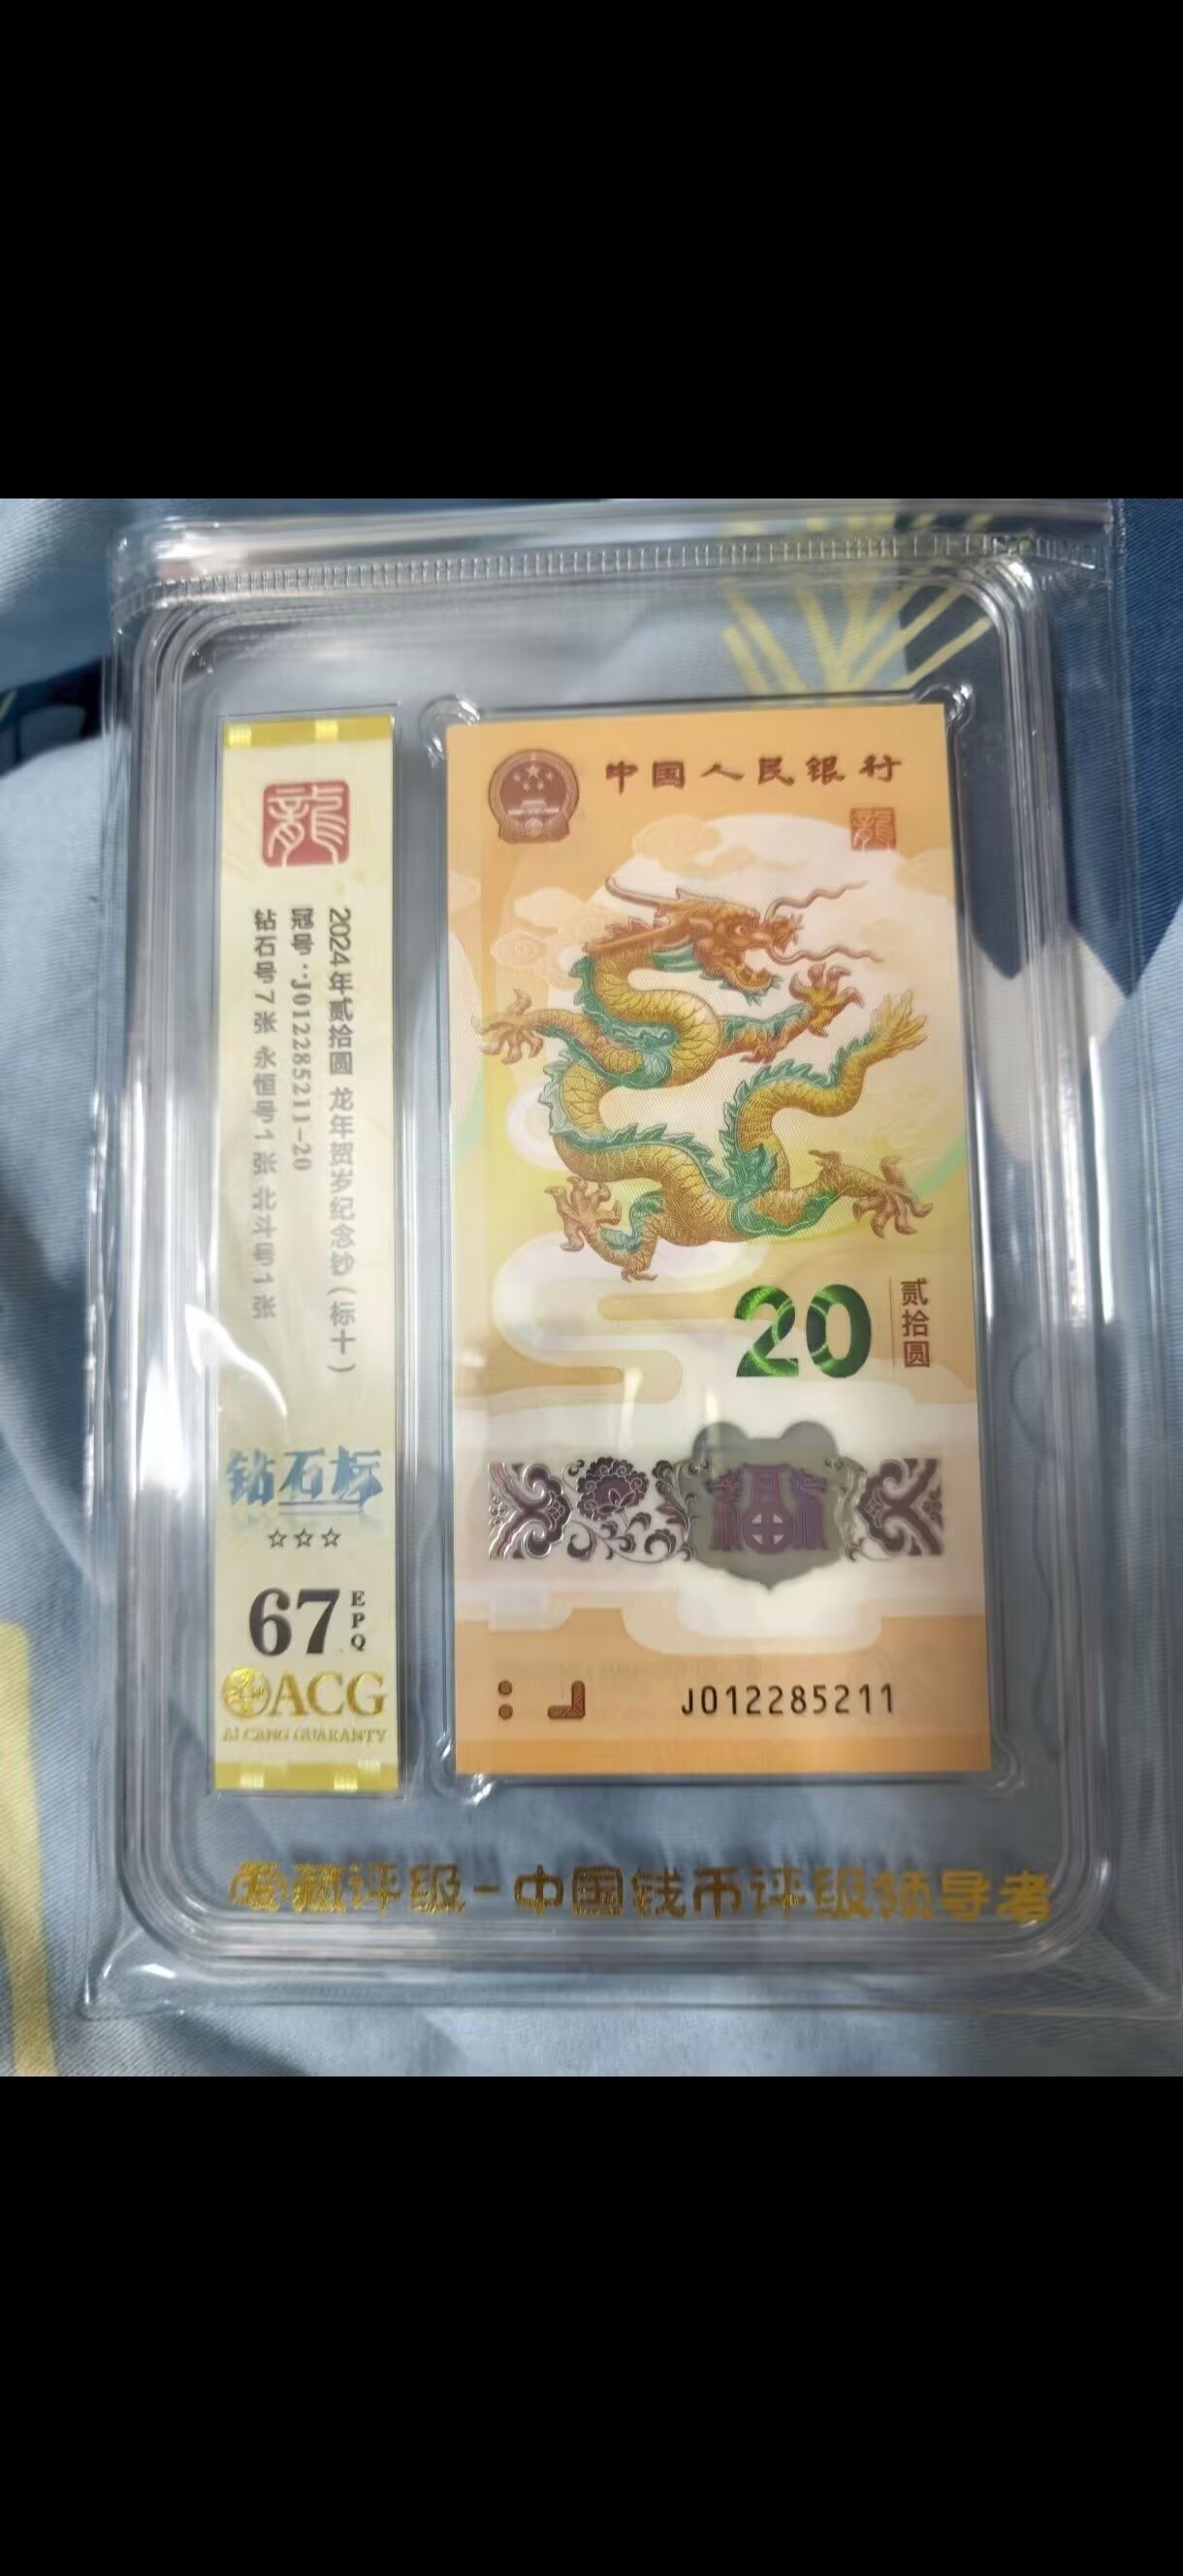 龍
2024年贰拾圆 龙年贺岁纪念钞(标十)
冠号:J012285211-20
钻石号7张 永恒号1张 北斗号1张
钻石标
☆☆☆
67 EPQ
ACG
AI CANG GUARANTY
中国人民银行
龍
20
贰拾圆
福
J012285211
爱藏评级-中国钱币评级领导者